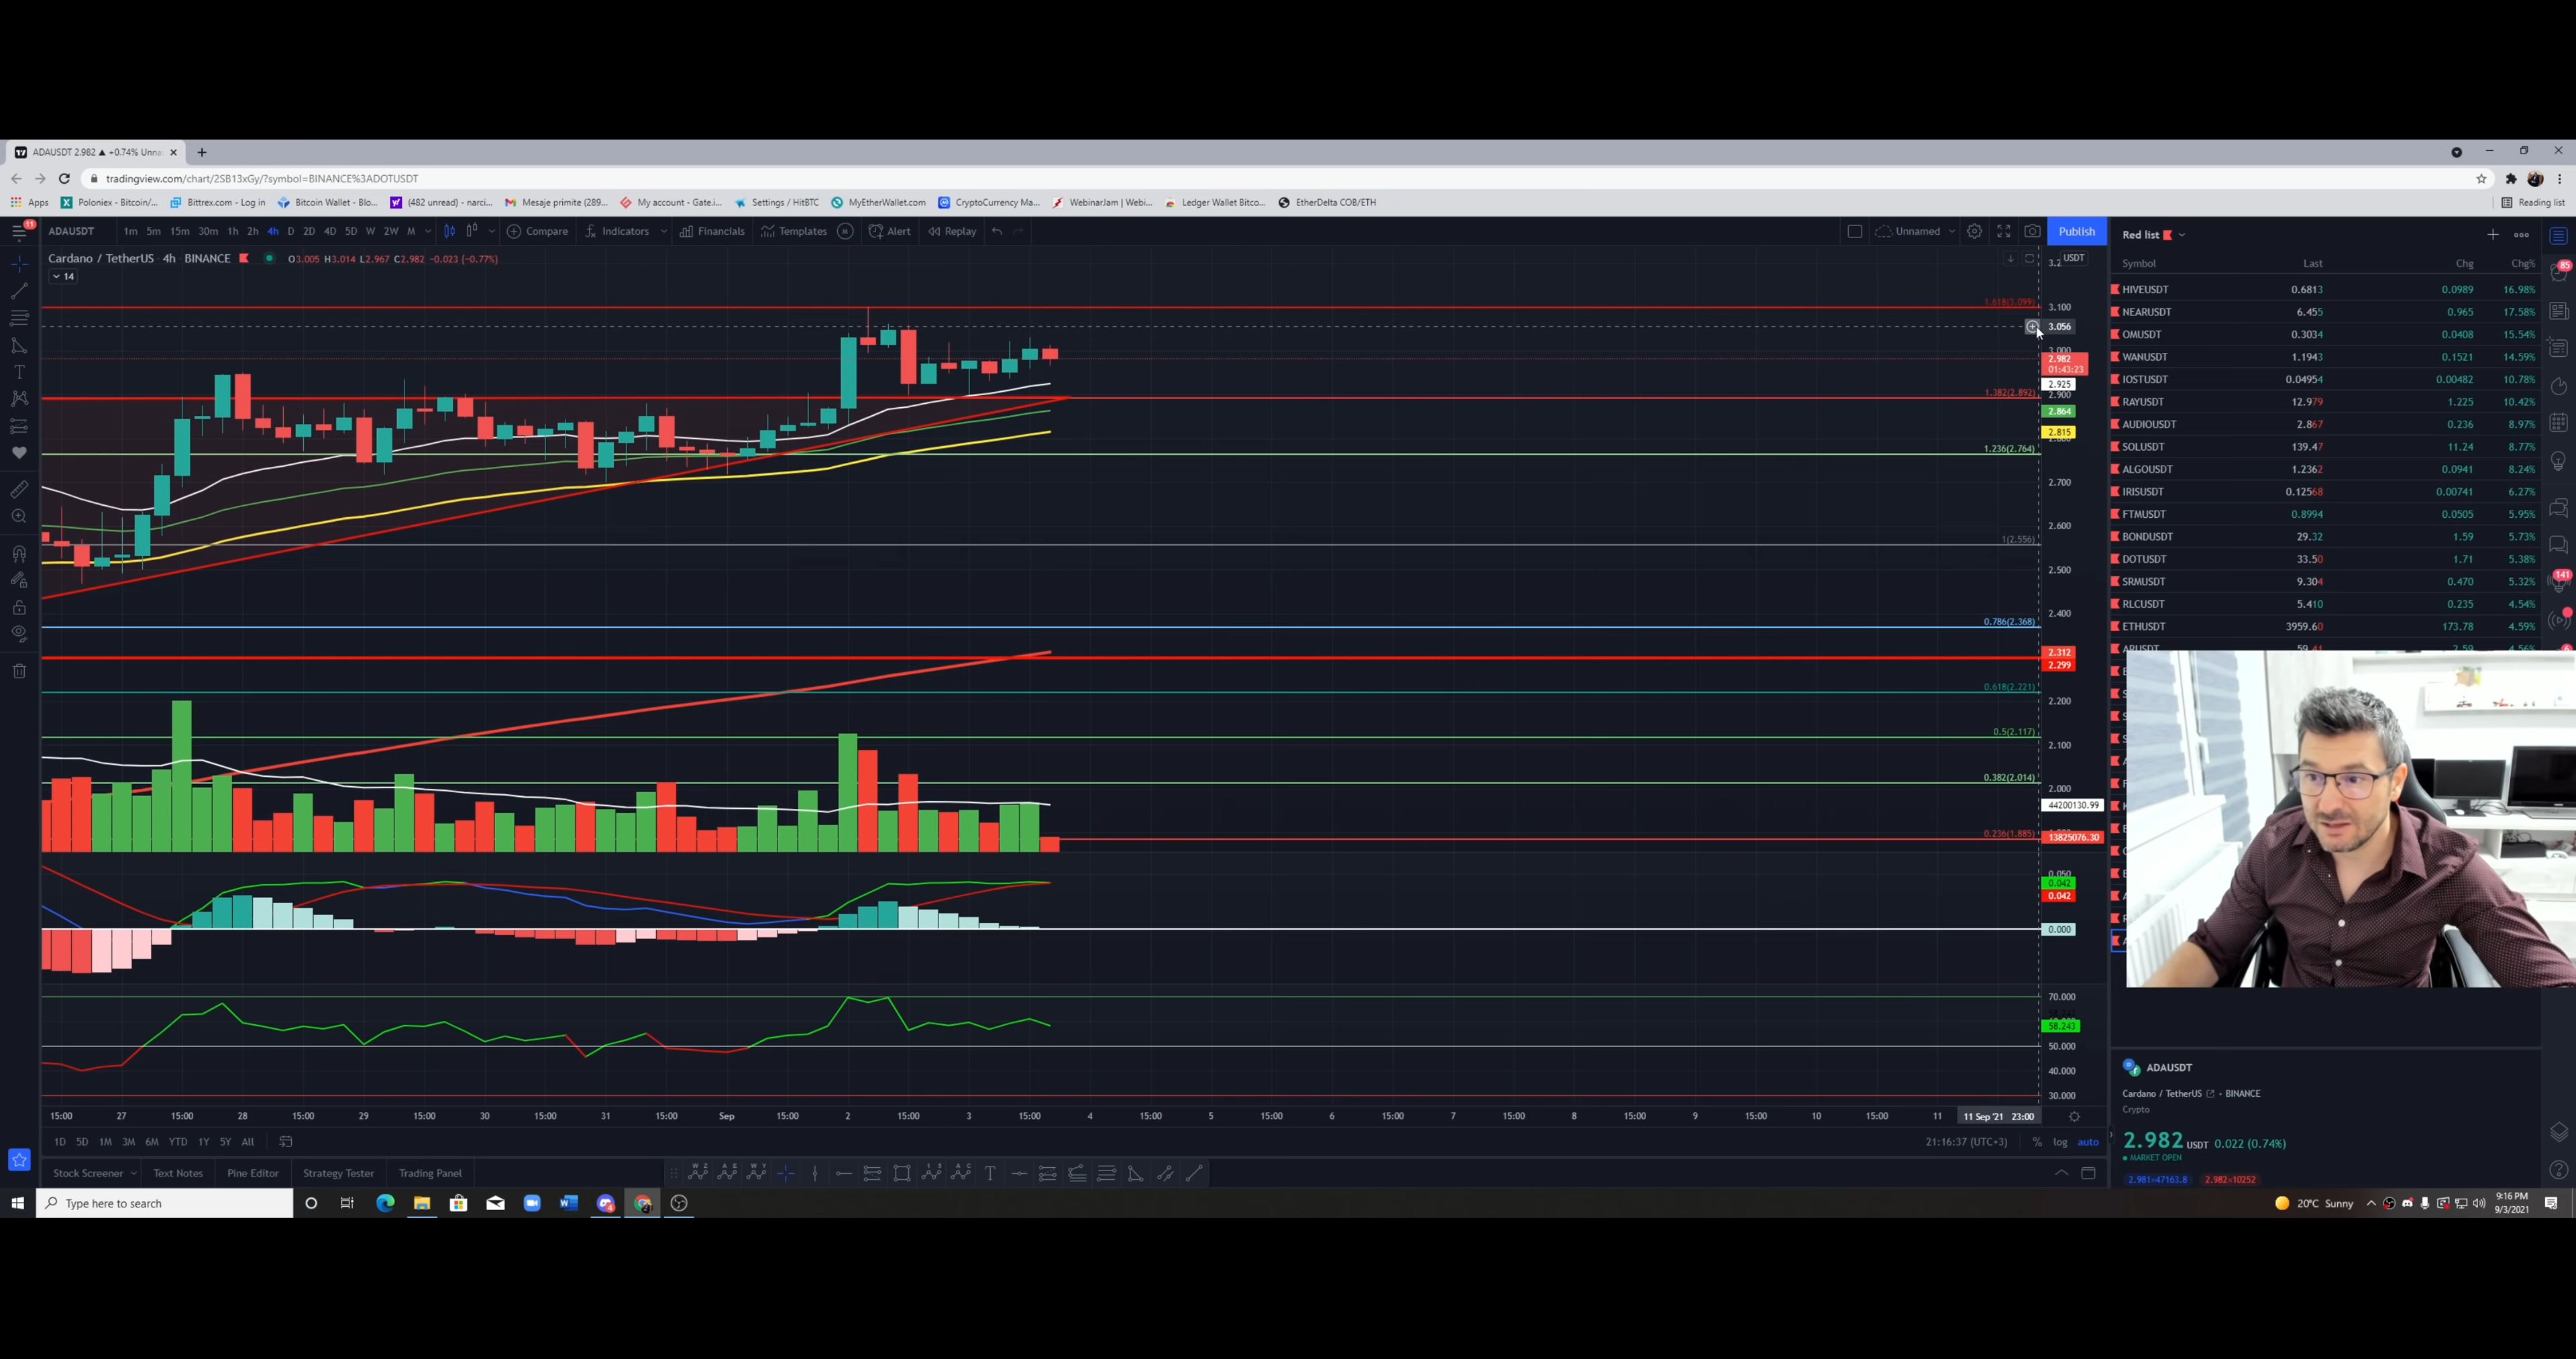 ADAUSDT 2.982 ▲ +0.74% Unna
tradingview.com/chart/2SB13xGy/?symbol=BINANCE%3ADOTUSDT
Apps Poloniex - Bitcoin/... Bittrex.com - Log in Bitcoin Wallet - Blo... (482 unread) - narci... Mesaje primite (289... My account - Gate.i... Settings / HitBTC MyEtherWallet.com CryptoCurrency Ma... WebinarJam | Webi... Ledger Wallet Bitco... EtherDelta COB/ETH Reading list
11 ADAUSDT 1m 5m 15m 30m 1h 2h 4h D 2D 4D 5D W 2W M Compare Indicators Financials Templates M Alert Replay Unnamed Publish
Cardano / TetherUS 4h BINANCE O3.005 H3.014 L2.967 C2.982 -0.023 (-0.77%)
14
USDT
1.618(3.099)
3.100
3.056
3.000
2.982
01:43:23
2.925
1.382(2.892)
2.900
2.864
2.815
1.236(2.764)
2.700
2.600
1(2.556)
2.500
2.400
0.786(2.368)
2.312
2.299
0.618(2.221)
2.200
0.5(2.117)
2.100
0.382(2.014)
2.000
44200130.99
0.236(1.885)
13825076.30
0.050
0.042
0.042
0.000
70.000
58.243
50.000
40.000
30.000
15:00 27 15:00 28 15:00 29 15:00 30 15:00 31 15:00 Sep 15:00 2 15:00 3 15:00 4 15:00 5 15:00 6 15:00 7 15:00 8 15:00 9 15:00 10 15:00 11 11 Sep '21 23:00
1D 5D 1M 3M 6M YTD 1Y 5Y All 21:16:37 (UTC+3) % log auto
Stock Screener Text Notes Pine Editor Strategy Tester Trading Panel
Red list
Symbol Last Chg Chg%
HIVEUSDT 0.6813 0.0989 16.98%
NEARUSDT 6.455 0.965 17.58%
OMUSDT 0.3034 0.0408 15.54%
WANUSDT 1.1943 0.1521 14.59%
IOSTUSDT 0.04954 0.00482 10.78%
RAYUSDT 12.979 1.225 10.42%
AUDIOUSDT 2.867 0.236 8.97%
SOLUSDT 139.47 11.24 8.77%
ALGOUSDT 1.2362 0.0941 8.24%
IRISUSDT 0.12568 0.00741 6.27%
FTMUSDT 0.8994 0.0505 5.95%
BONDUSDT 29.32 1.59 5.73%
DOTUSDT 33.50 1.71 5.38%
SRMUSDT 9.304 0.470 5.32%
RLCUSDT 5.410 0.235 4.54%
ETHUSDT 3959.60 173.78 4.59%
85
141
ADAUSDT
Cardano / TetherUS • BINANCE
Crypto
2.982 USDT 0.022 (0.74%)
MARKET OPEN
2.981×47163.8 2.982×10252
Type here to search
20°C Sunny
9:16 PM
9/3/2021